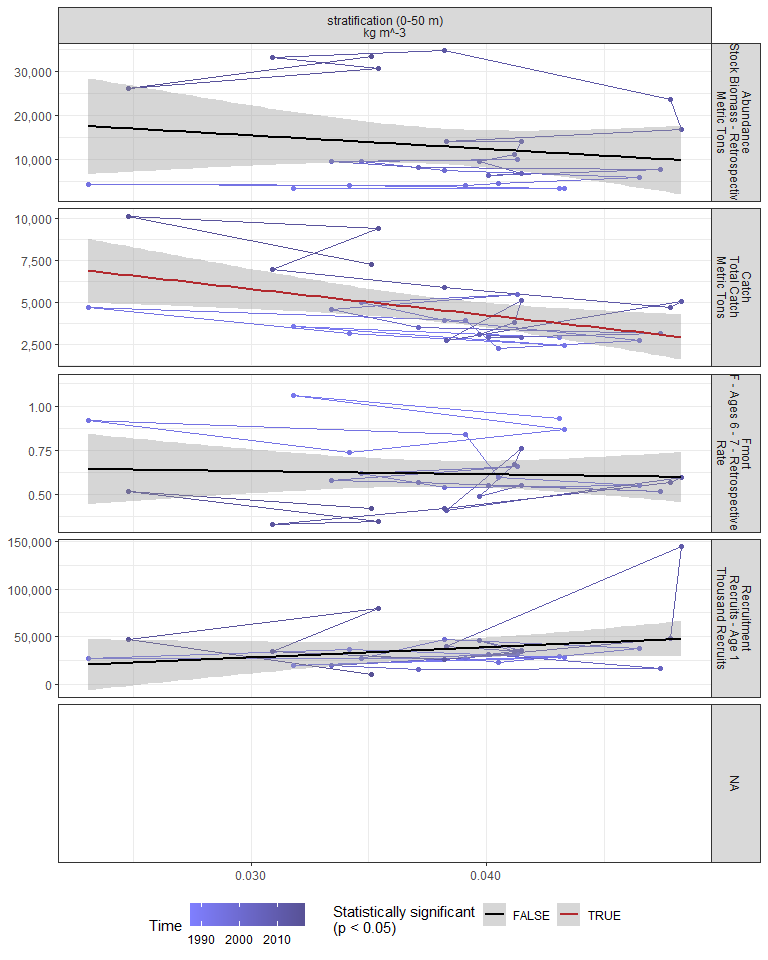 stratification (0-50 m)
kg m^-3
30,000
20,000
10,000
Abundance
Stock Biomass - Retrospectiv
Metric Tons
10,000
7,500
5,000
2,500
Catch
Total Catch
Metric Tons
1.00
0.75
0.50
Fmort
F - Ages 6 - 7 - Retrospective
Rate
150,000
100,000
50,000
0
Recruitment
Recruits - Age 1
Thousand Recruits
NA
0.030
0.040
Time
1990
2000
2010
Statistically significant
(p < 0.05)
FALSE
TRUE